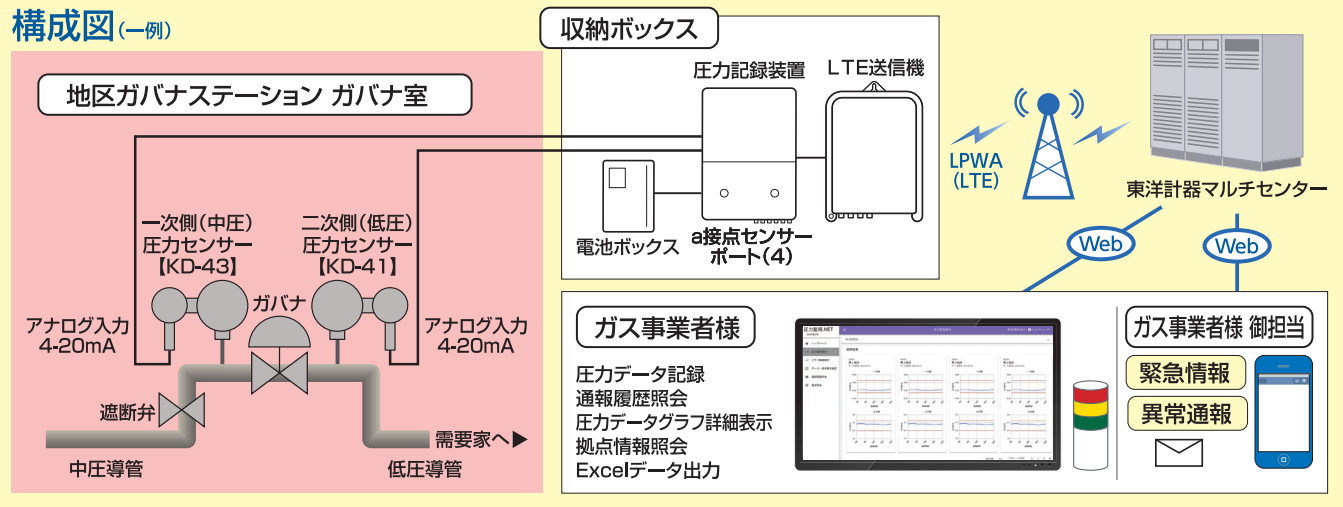 構成図(一例)
地区ガバナステーション ガバナ室
一次側(中圧)
圧力センサー
【KD-43】
二次側(低圧)
圧力センサー
【KD-41】
ガバナ
アナログ入力
4-20mA
アナログ入力
4-20mA
遮断弁
需要家へ▶
中圧導管
低圧導管
収納ボックス
圧力記録装置
LTE送信機
電池ボックス
a接点センサー
ポート(4)
LPWA
(LTE)
東洋計器マルチセンター
Web
Web
ガス事業者様
圧力データ記録
通報履歴照会
圧力データグラフ詳細表示
拠点情報照会
Excelデータ出力
圧力監視.NET
ガス事業者様 御担当
緊急情報
異常通報